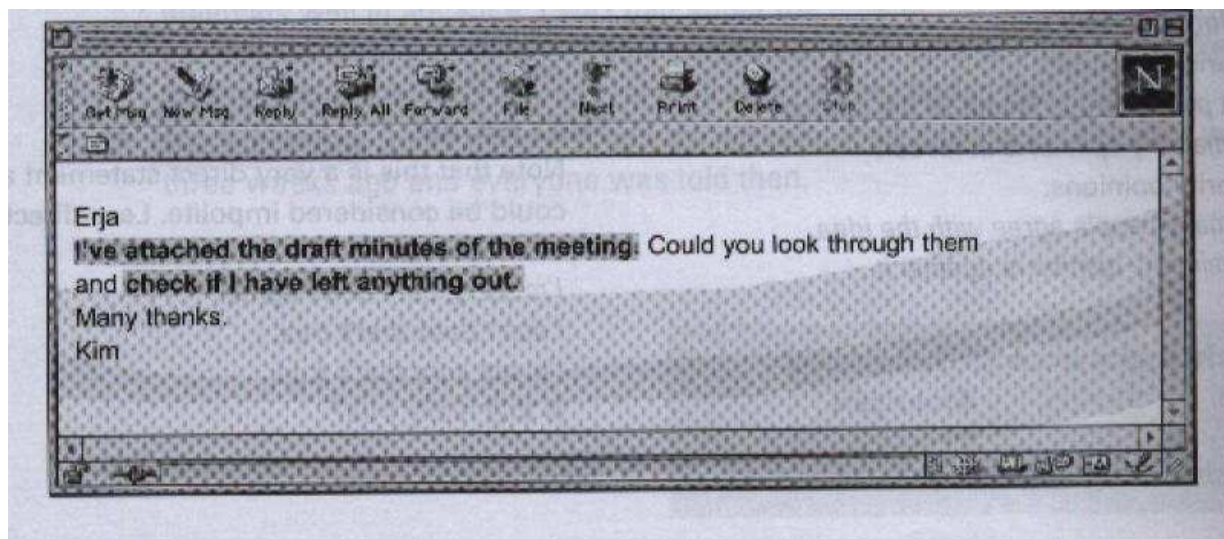 N
Get Msg New Msg Reply Reply All Forward File Next Print Delete Stop
Erja
I've attached the draft minutes of the meeting. Could you look through them
and check if I have left anything out.
Many thanks.
Kim